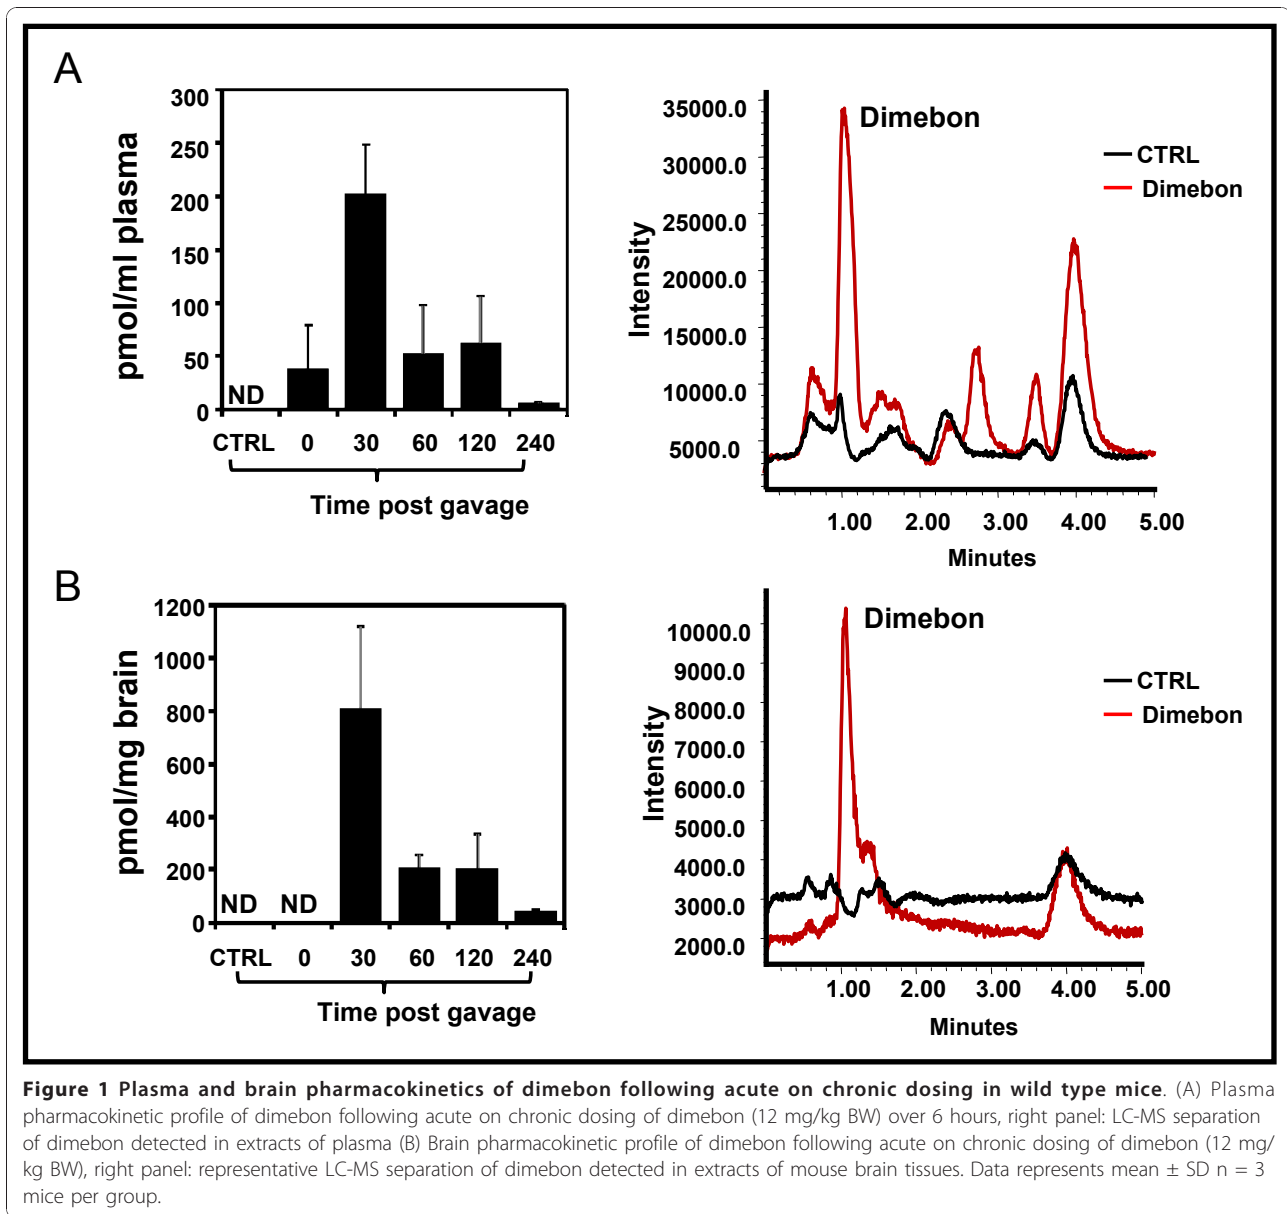 A
300
250
200
150
100
50
0
pmol/ml plasma
ND
CTRL 0 30 60 120 240
Time post gavage
35000.0
30000.0
25000.0
20000.0
15000.0
10000.0
5000.0
Intensity
Dimebon
CTRL
Dimebon
1.00 2.00 3.00 4.00 5.00
Minutes
B
1200
1000
800
600
400
200
0
pmol/mg brain
ND ND
CTRL 0 30 60 120 240
Time post gavage
10000.0
9000.0
8000.0
7000.0
6000.0
5000.0
4000.0
3000.0
2000.0
Intensity
Dimebon
CTRL
Dimebon
1.00 2.00 3.00 4.00 5.00
Minutes
Figure 1 Plasma and brain pharmacokinetics of dimebon following acute on chronic dosing in wild type mice. (A) Plasma
pharmacokinetic profile of dimebon following acute on chronic dosing of dimebon (12 mg/kg BW) over 6 hours, right panel: LC-MS separation
of dimebon detected in extracts of plasma (B) Brain pharmacokinetic profile of dimebon following acute on chronic dosing of dimebon (12 mg/
kg BW), right panel: representative LC-MS separation of dimebon detected in extracts of mouse brain tissues. Data represents mean ± SD n = 3
mice per group.